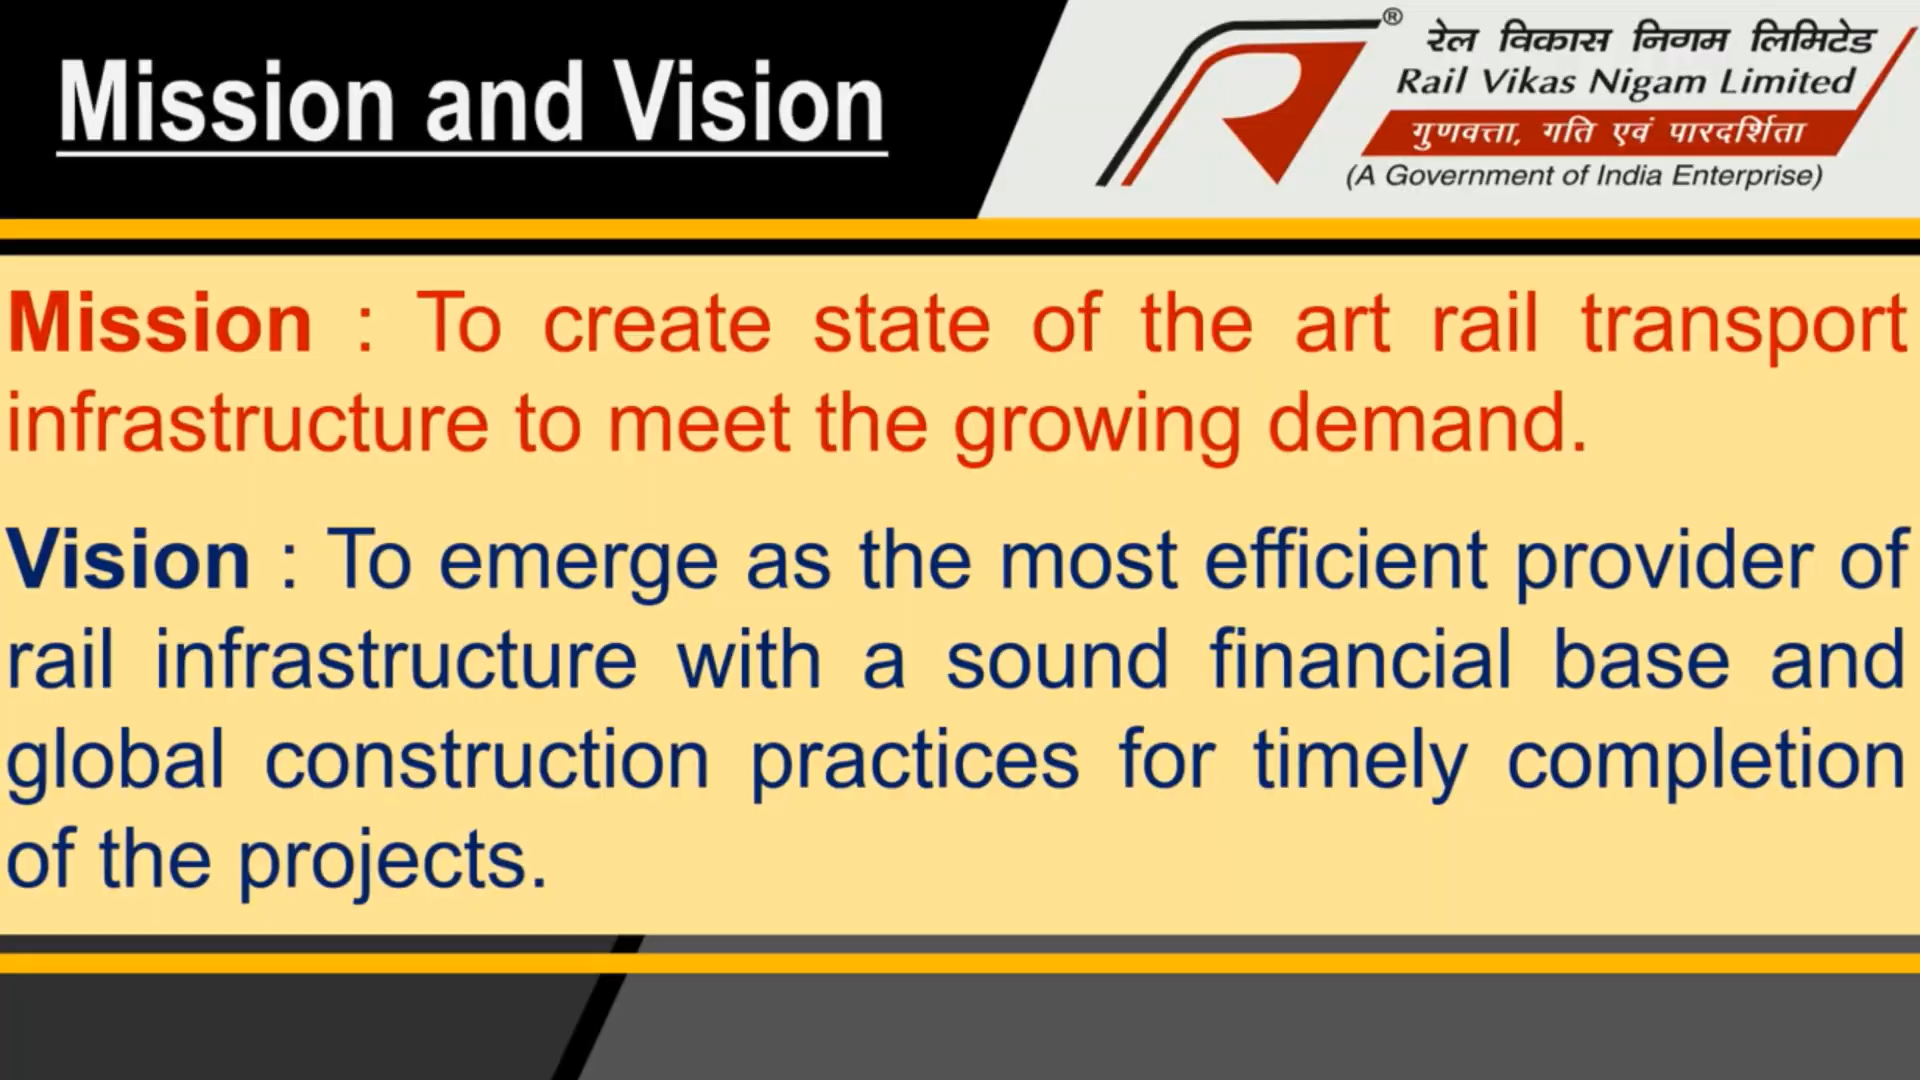 Mission and Vision
®
रेल विकास निगम लिमिटेड
Rail Vikas Nigam Limited
गुणवत्ता, गति एवं पारदर्शिता
(A Government of India Enterprise)
Mission : To create state of the art rail transport
infrastructure to meet the growing demand.
Vision : To emerge as the most efficient provider of
rail infrastructure with a sound financial base and
global construction practices for timely completion
of the projects.